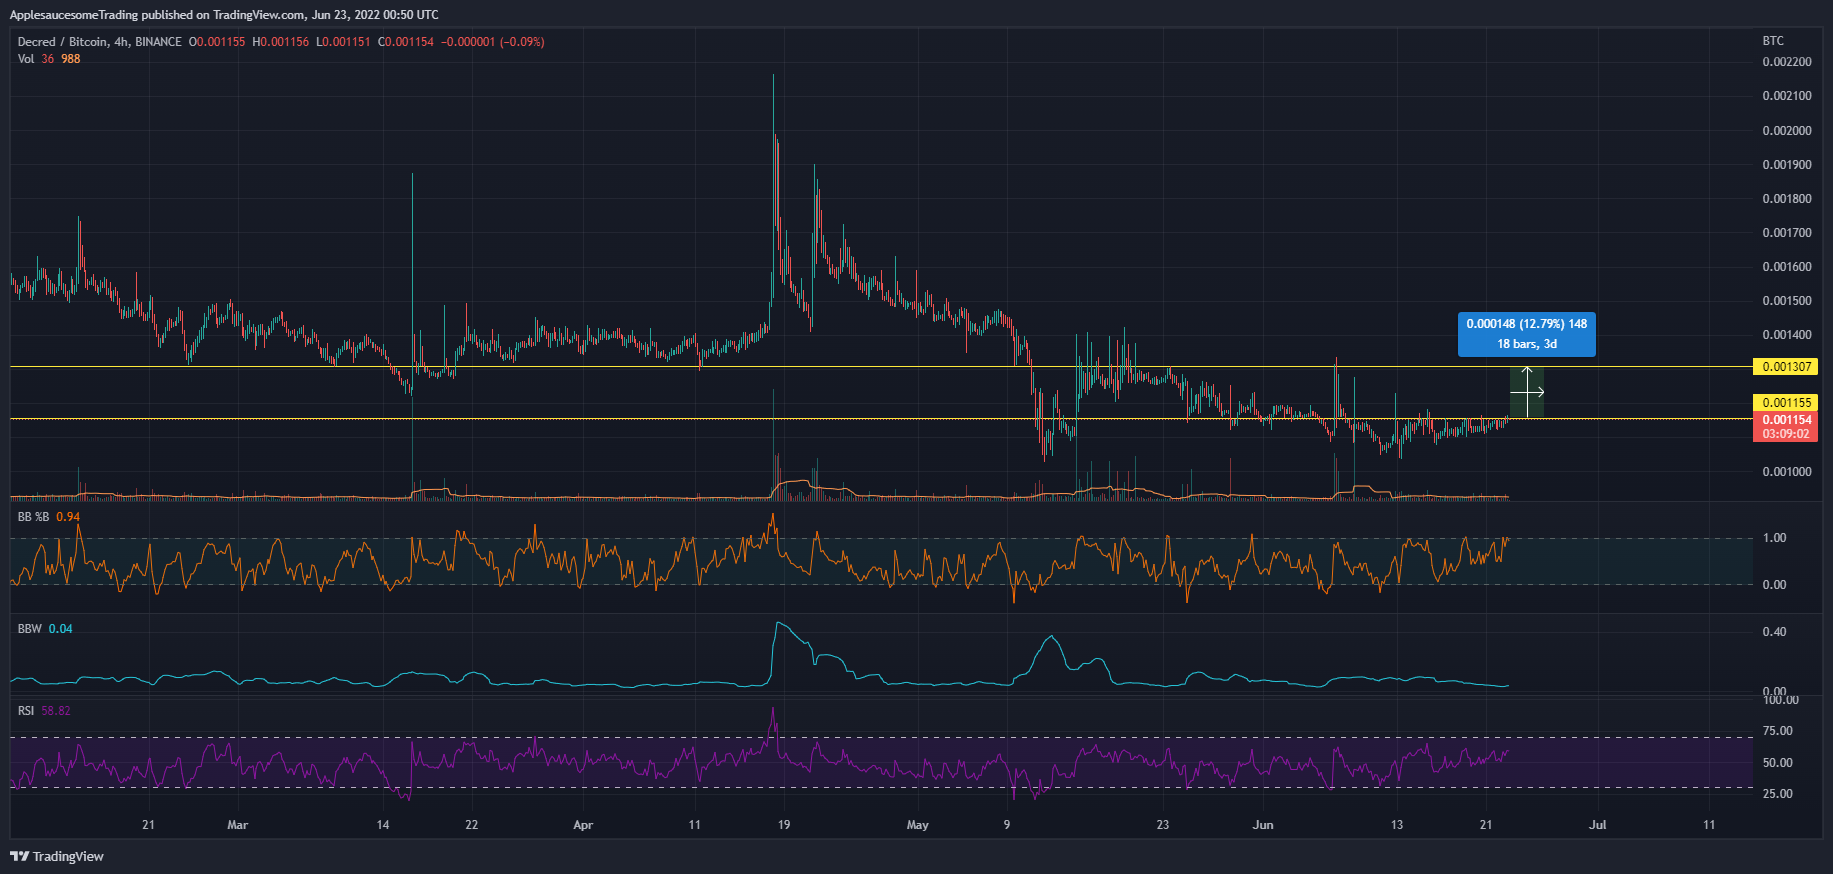 ApplesaucesomeTrading published on TradingView.com, Jun 23, 2022 00:50 UTC
Decred / Bitcoin, 4h, BINANCE O0.001155 H0.001156 L0.001151 C0.001154 −0.000001 (−0.09%)
Vol 36 988
BTC
0.002200
0.002100
0.002000
0.001900
0.001800
0.001700
0.001600
0.001500
0.001400
0.001307
0.001155
0.001154
03:09:02
0.001000
0.000148 (12.79%) 148
18 bars, 3d
BB %B 0.94
1.00
0.00
BBW 0.04
0.40
0.00
RSI 58.82
100.00
75.00
50.00
25.00
21 Mar 14 22 Apr 11 19 May 9 23 Jun 13 21 Jul 11
TradingView